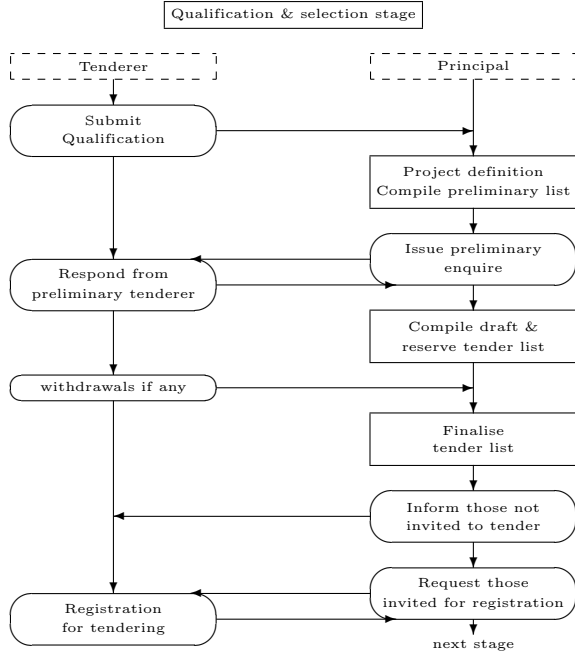 Qualification & selection stage
Tenderer
Principal
Submit
Qualification
Project definition
Compile preliminary list
Issue preliminary
enquire
Respond from
preliminary tenderer
Compile draft &
reserve tender list
withdrawals if any
Finalise
tender list
Inform those not
invited to tender
Request those
invited for registration
Registration
for tendering
next stage